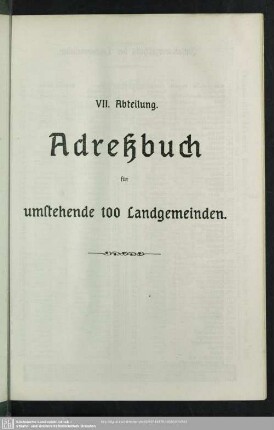 VII. Abteilung.
Adreßbuch
für
umstehende 100 Landgemeinden.